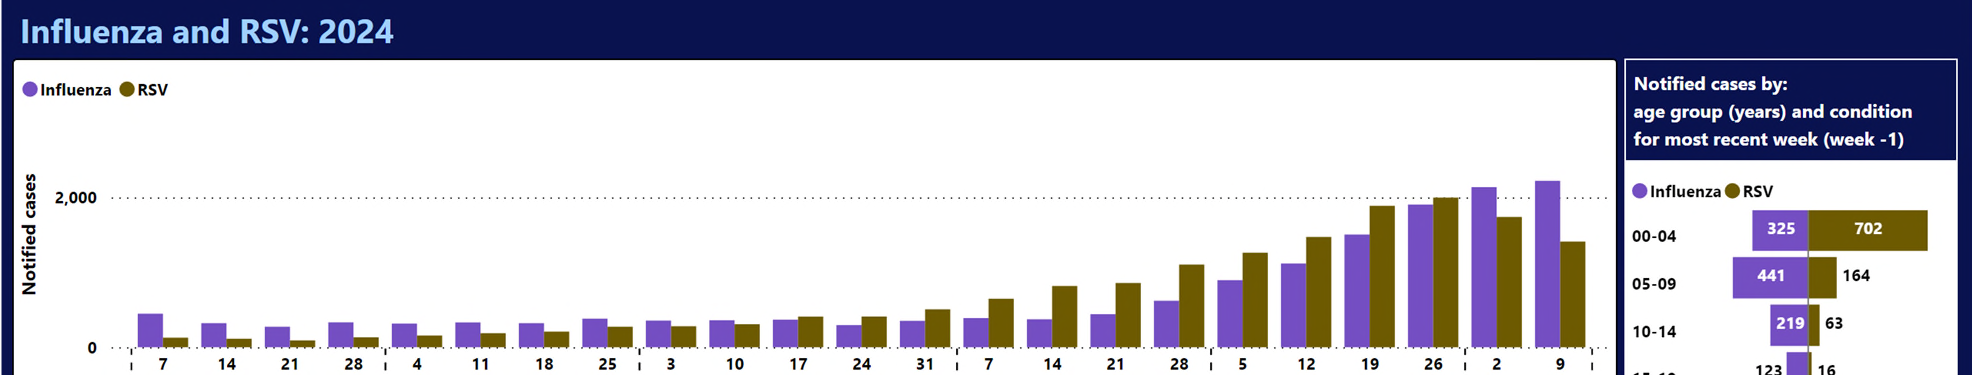 Influenza and RSV: 2024
Influenza RSV
Notified cases
2,000
0
7 14 21 28 4 11 18 25 3 10 17 24 31 7 14 21 28 5 12 19 26 2 9
Notified cases by:
age group (years) and condition
for most recent week (week -1)
Influenza RSV
00-04 325 702
05-09 441 164
10-14 219 63
123 16